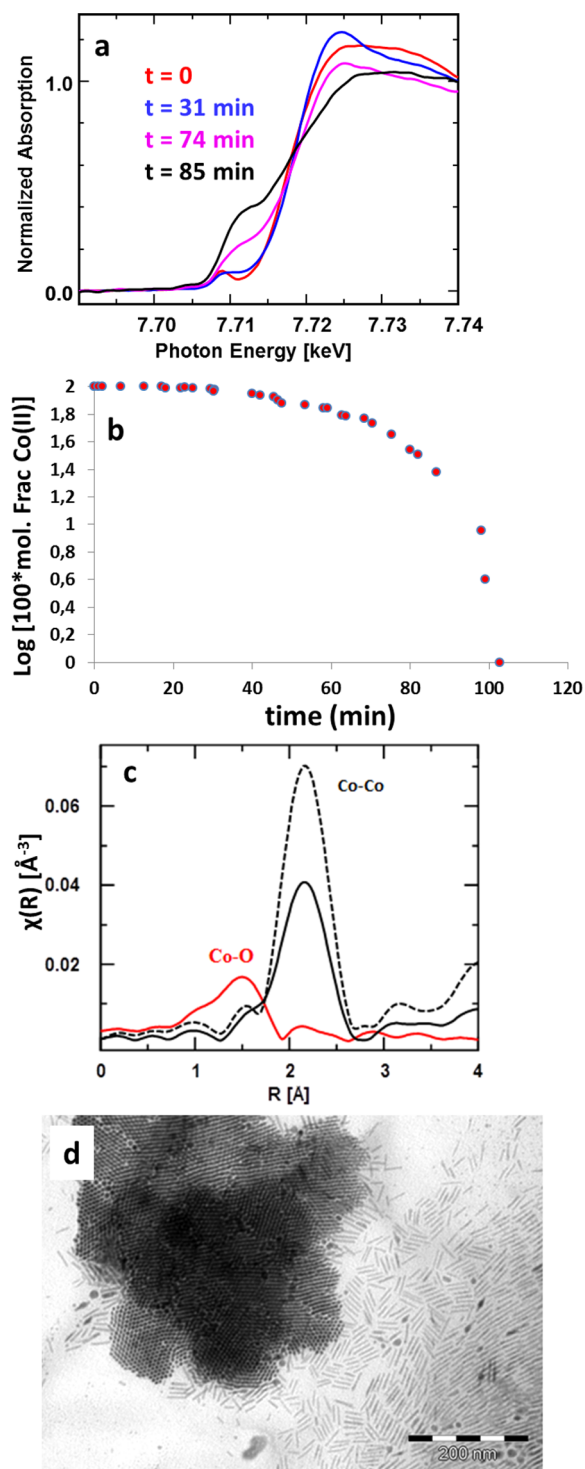 a
t = 0
t = 31 min
t = 74 min
t = 85 min
1.0
0.0
Normalized Absorption
7.70 7.71 7.72 7.73 7.74
Photon Energy [keV]
b
2
1,8
1,6
1,4
1,2
1
0,8
0,6
0,4
0,2
0
Log [100*mol. Frac Co(II)]
0 20 40 60 80 100 120
time (min)
c
Co-Co
Co-O
0.06
0.04
0.02
χ(R) [Å⁻³]
0 1 2 3 4
R [Å]
d
200 nm